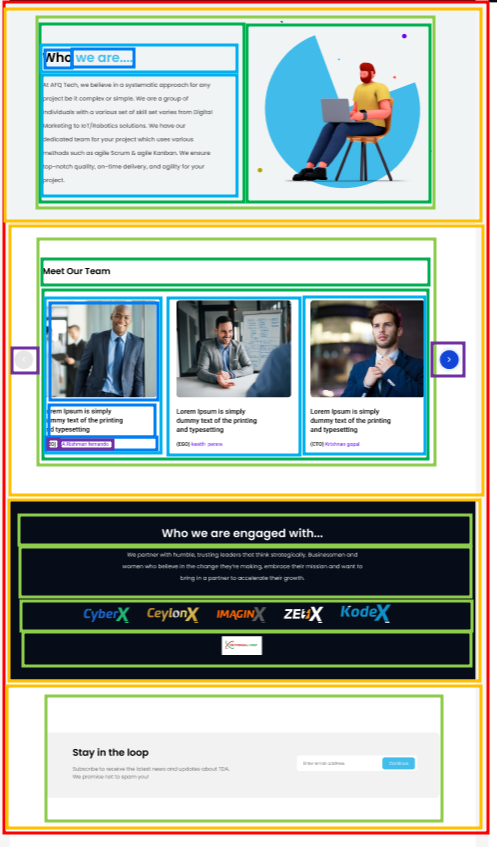 Who we are....
At AFQ Tech, we believe in a systematic approach for any
project be it complex or simple. We are a group of
individuals with a various set of skill set varies from Digital
Marketing to IoT/Robotics solutions. We have our
dedicated team for your project which uses various
methods such as agile Scrum & agile Kanban. We ensure
top-notch quality, on-time delivery, and agility for your
project.
Meet Our Team
Lorem Ipsum is simply
dummy text of the printing
and typesetting
Lorem Ipsum is simply
dummy text of the printing
and typesetting
(CEO)
Lorem Ipsum is simply
dummy text of the printing
and typesetting
(CTO) Krishnan gopal
Who we are engaged with...
We partner with humble, trusting leaders that think strategically. Businessmen and
women who believe in the change they're making, embrace their mission and want to
bring in a partner to accelerate their growth.
CyberX CeylonX IMAGINX ZEUX KodeX
Stay in the loop
Subscribe to receive the latest news and updates about TDA.
We promise not to spam you!
Enter email address
Continue